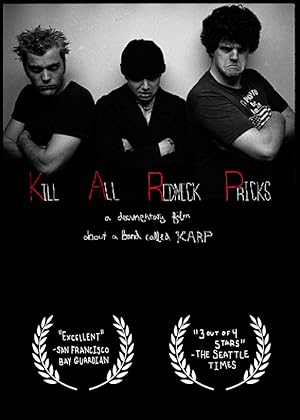 KILL ALL REDNECK PRICKS
a documentary film
about a band called KARP
"EXCELLENT"
-SAN FRANCISCO
BAY GUARDIAN
"3 OUT OF 4
STARS"
-THE SEATTLE
TIMES